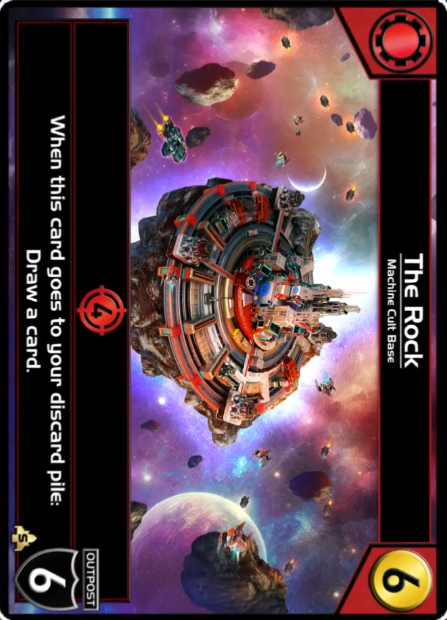 The Rock
Machine Cult Base
6
4
When this card goes to your discard pile:
Draw a card.
OUTPOST
6
S